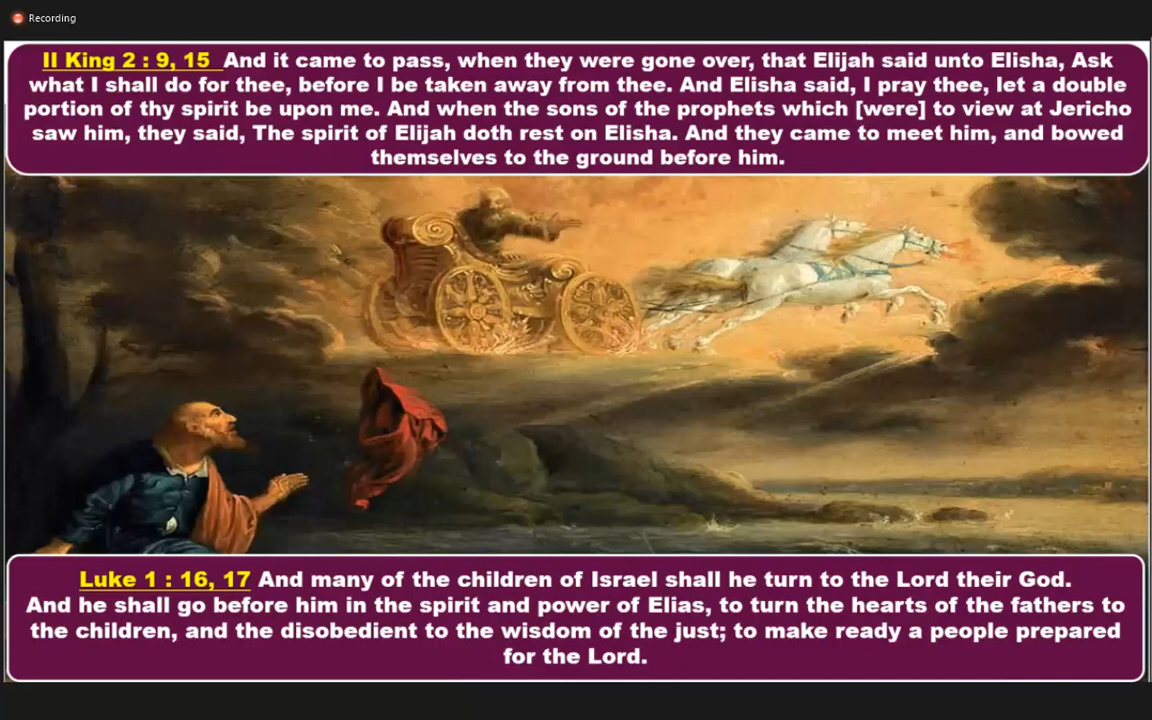 Recording
II King 2 : 9, 15 And it came to pass, when they were gone over, that Elijah said unto Elisha, Ask
what I shall do for thee, before I be taken away from thee. And Elisha said, I pray thee, let a double
portion of thy spirit be upon me. And when the sons of the prophets which [were] to view at Jericho
saw him, they said, The spirit of Elijah doth rest on Elisha. And they came to meet him, and bowed
themselves to the ground before him.
Luke 1 : 16, 17 And many of the children of Israel shall he turn to the Lord their God.
And he shall go before him in the spirit and power of Elias, to turn the hearts of the fathers to
the children, and the disobedient to the wisdom of the just; to make ready a people prepared
for the Lord.